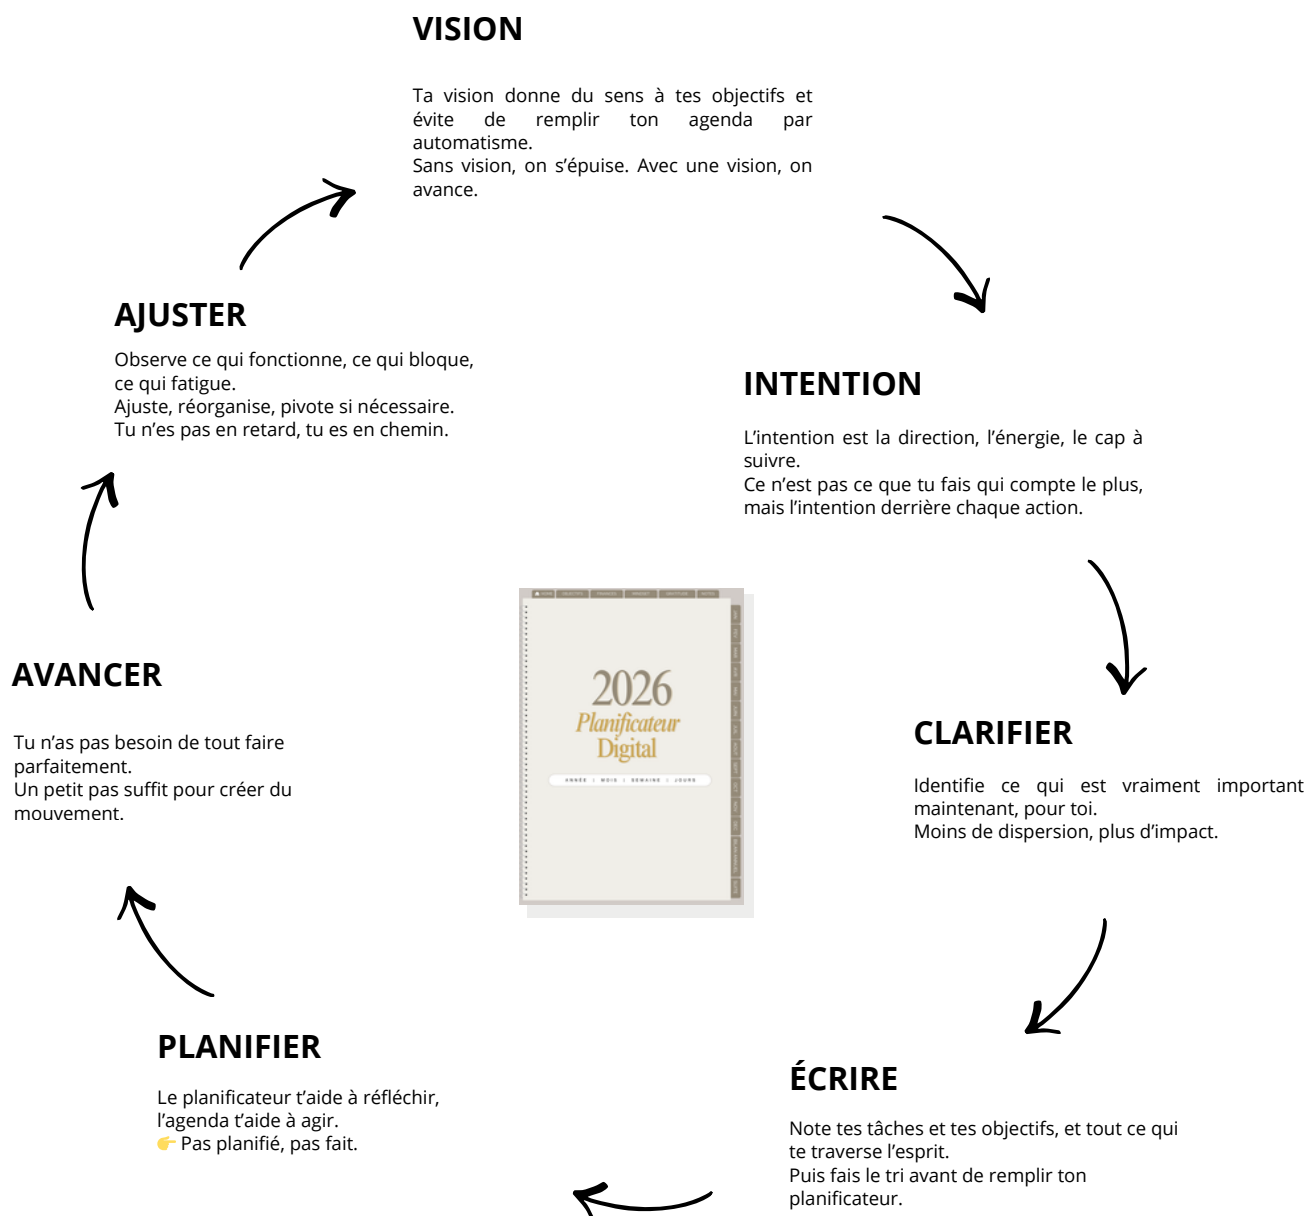 VISION
Ta vision donne du sens à tes objectifs et
évite de remplir ton agenda par
automatisme.
Sans vision, on s’épuise. Avec une vision, on
avance.
INTENTION
L’intention est la direction, l’énergie, le cap à
suivre.
Ce n’est pas ce que tu fais qui compte le plus,
mais l’intention derrière chaque action.
CLARIFIER
Identifie ce qui est vraiment important
maintenant, pour toi.
Moins de dispersion, plus d’impact.
ÉCRIRE
Note tes tâches et tes objectifs, et tout ce qui
te traverse l’esprit.
Puis fais le tri avant de remplir ton
planificateur.
PLANIFIER
Le planificateur t’aide à réfléchir,
l’agenda t’aide à agir.
👉 Pas planifié, pas fait.
AVANCER
Tu n’as pas besoin de tout faire
parfaitement.
Un petit pas suffit pour créer du
mouvement.
AJUSTER
Observe ce qui fonctionne, ce qui bloque,
ce qui fatigue.
Ajuste, réorganise, pivote si nécessaire.
Tu n’es pas en retard, tu es en chemin.
2026
Planificateur
Digital
ANNÉE | MOIS | SEMAINE | JOURS